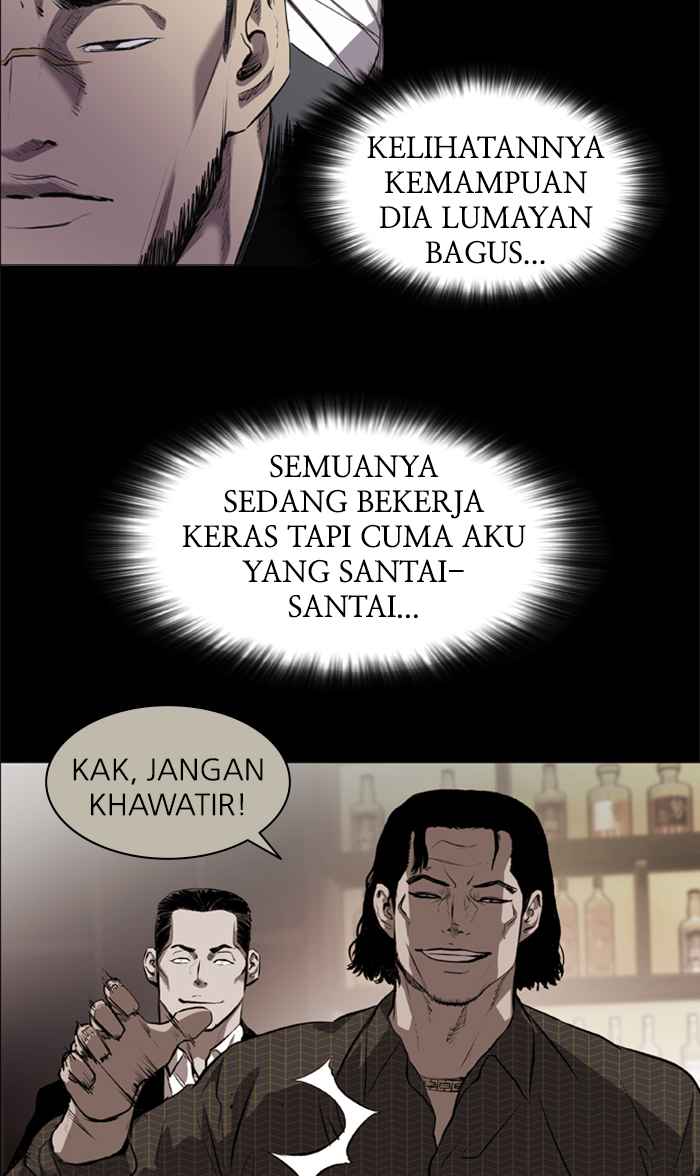 KELIHATANNYA
KEMAMPUAN
DIA LUMAYAN
BAGUS...
SEMUANYA
SEDANG BEKERJA
KERAS TAPI CUMA AKU
YANG SANTAI-
SANTAI...
KAK, JANGAN
KHAWATIR!